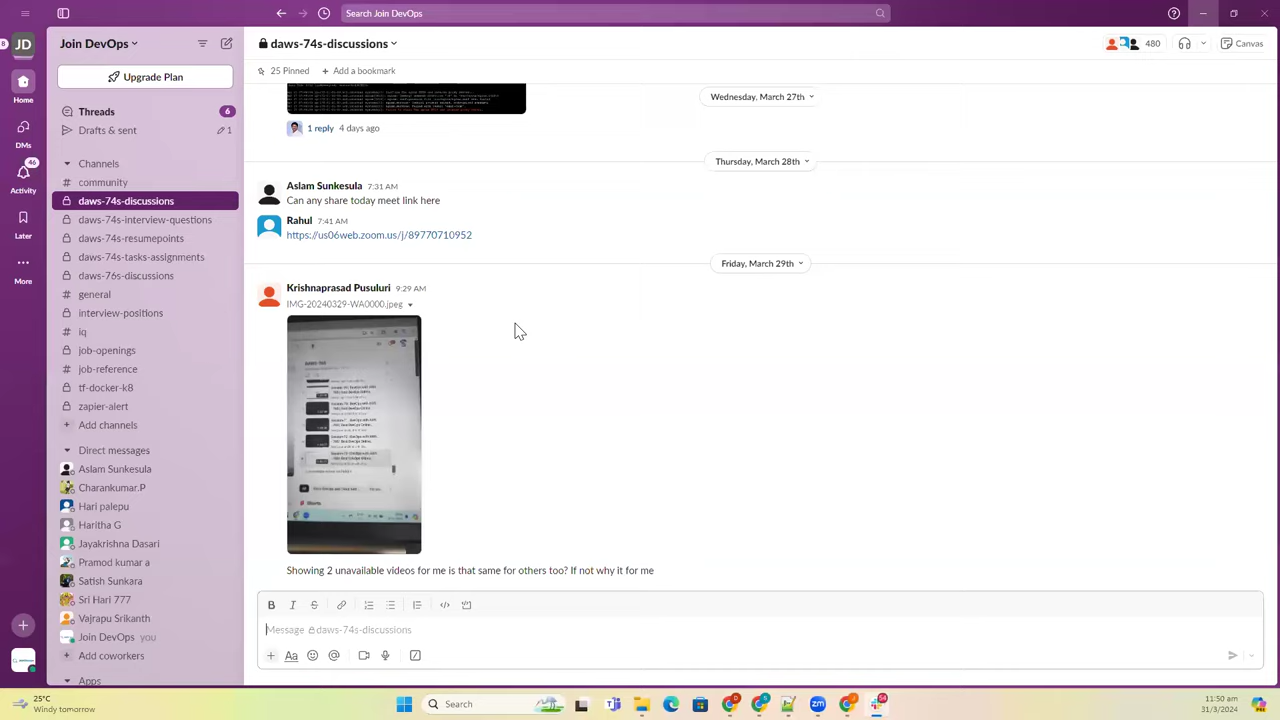 Search Join DevOps
JD
Join DevOps
daws-74s-discussions
480
Canvas
Upgrade Plan
25 Pinned
Add a bookmark
Home
Threads 6
Drafts & sent 1
DMs
Channels
46
# community
Activity
daws-74s-discussions
daws-74s-interview-questions
Later
daws-74s-resumepoints
daws-74s-tasks-assignments
More
daws-76s-discussions
# general
interview-positions
# iq
job-openings
# job-reference
tf-docker-k8
zapier-alert
Add channels
Direct messages
Aslam Sunkesula
Charankumar.P
Hari palepu
Haritha G
Jayakrishna Dasari
Pramod kumar a
Satish Sunkara
Sri Hari 777
Vajrapu Srikanth
Join DevOps you
Add coworkers
Apps
Wednesday, March 27th
1 reply 4 days ago
Thursday, March 28th
Aslam Sunkesula 7:31 AM
Can any share today meet link here
Rahul 7:41 AM
https://us06web.zoom.us/j/89770710952
Friday, March 29th
Krishnaprasad Pusuluri 9:29 AM
IMG-20240329-WA0000.jpeg
Showing 2 unavailable videos for me is that same for others too? If not why it for me
B I S
Message daws-74s-discussions
Aa
25°C
Windy tomorrow
Search
zm
54
11:50 am
31/3/2024